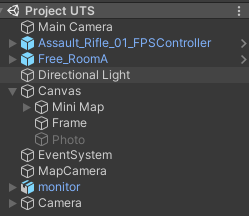 Project UTS
Main Camera
Assault_Rifle_01_FPSController
Free_RoomA
Directional Light
Canvas
Mini Map
Frame
Photo
EventSystem
MapCamera
monitor
Camera